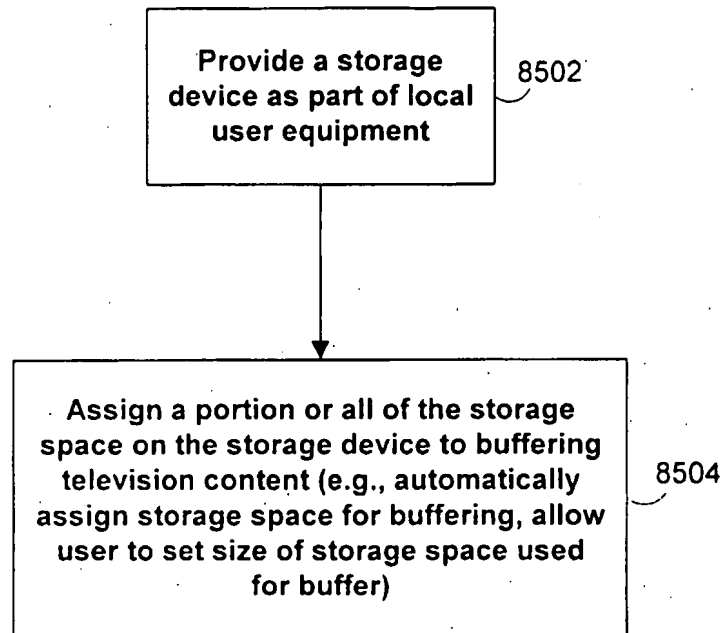 Provide a storage
device as part of local
user equipment
8502
Assign a portion or all of the storage
space on the storage device to buffering
television content (e.g., automatically
assign storage space for buffering, allow
user to set size of storage space used
for buffer)
8504